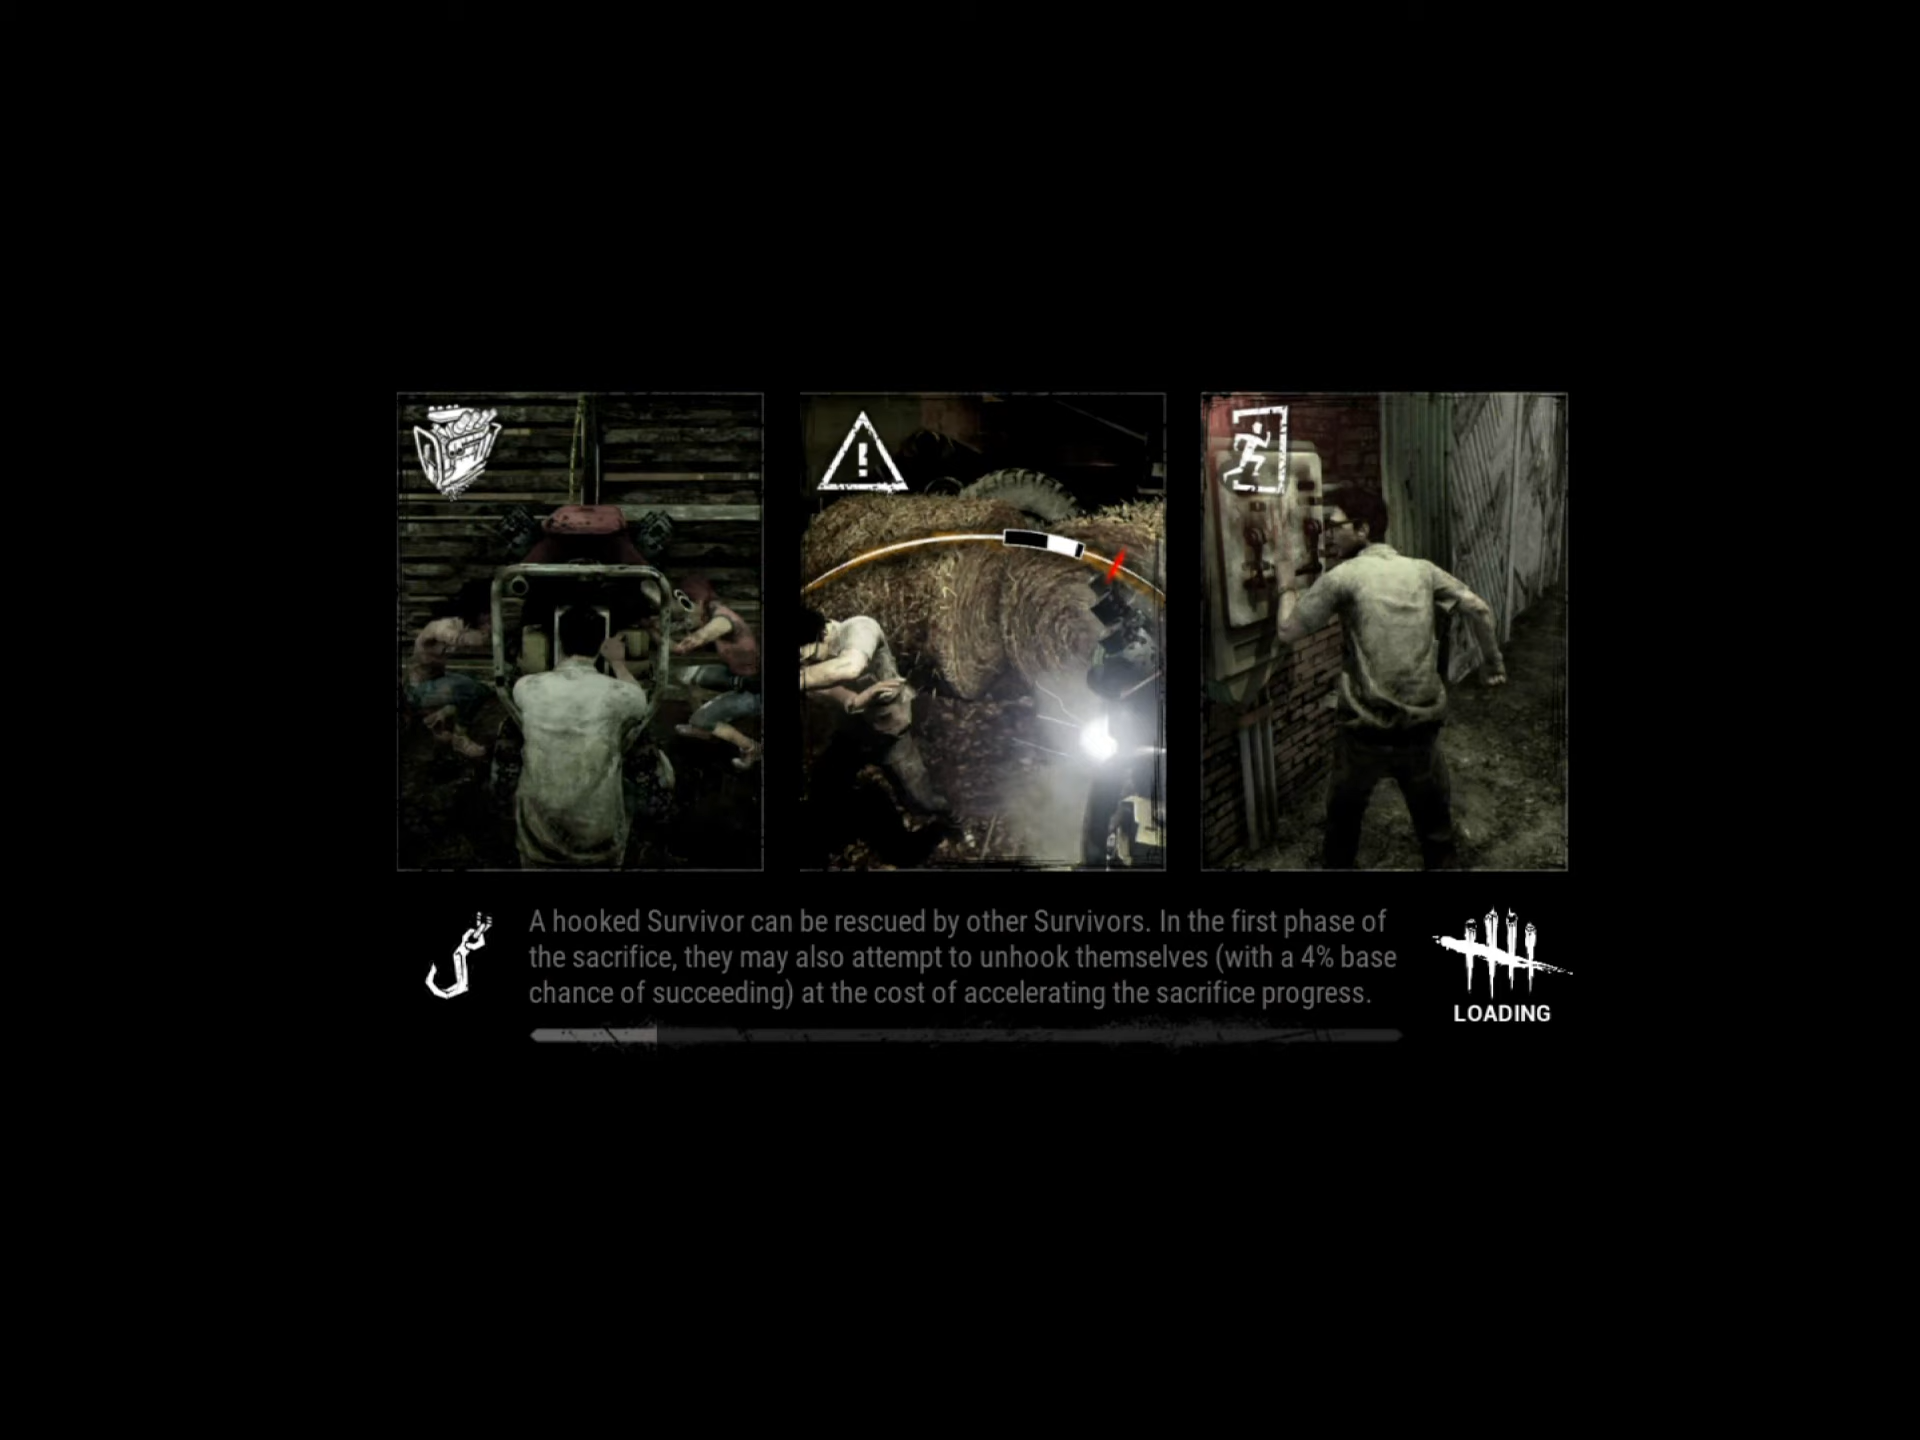 A hooked Survivor can be rescued by other Survivors. In the first phase of
the sacrifice, they may also attempt to unhook themselves (with a 4% base
chance of succeeding) at the cost of accelerating the sacrifice progress.
LOADING